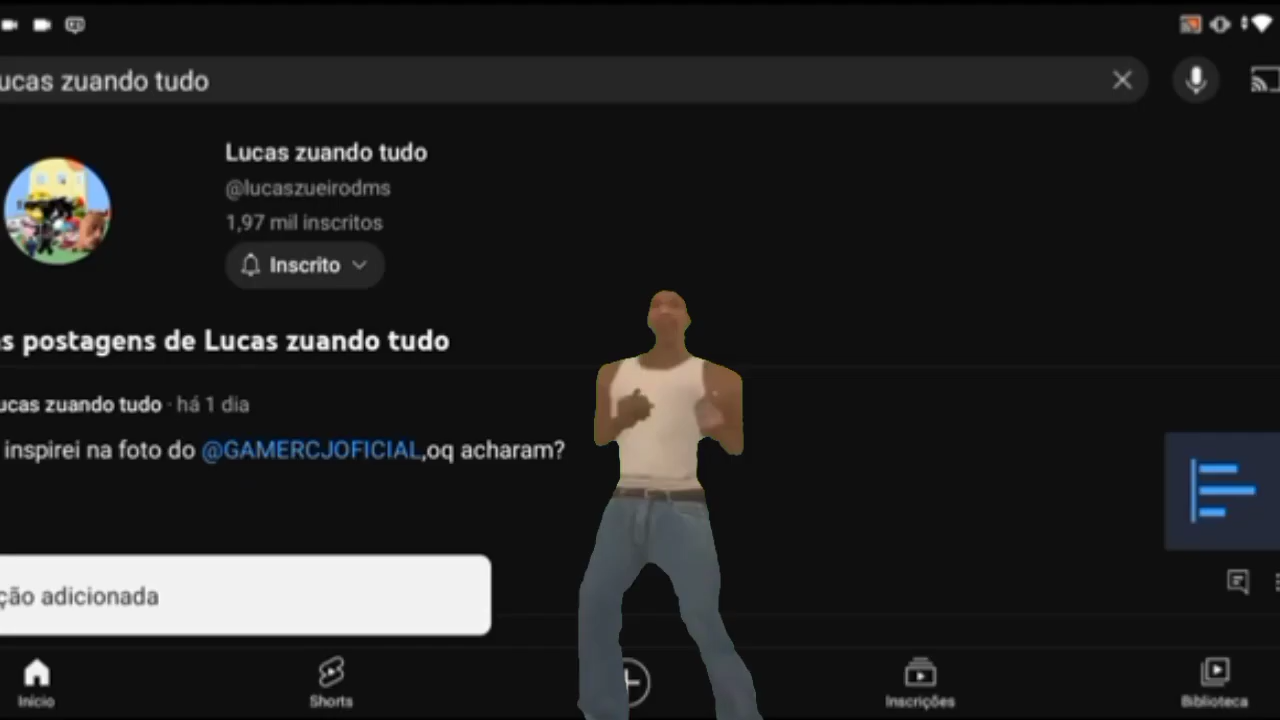 ucas zuando tudo
Lucas zuando tudo
@lucaszueirodms
1,97 mil inscritos
Inscrito
s postagens de Lucas zuando tudo
ucas zuando tudo · há 1 dia
inspirei na foto do @GAMERCJOFICIAL,oq acharam?
ção adicionada
Início
Shorts
Inscrições
Biblioteca